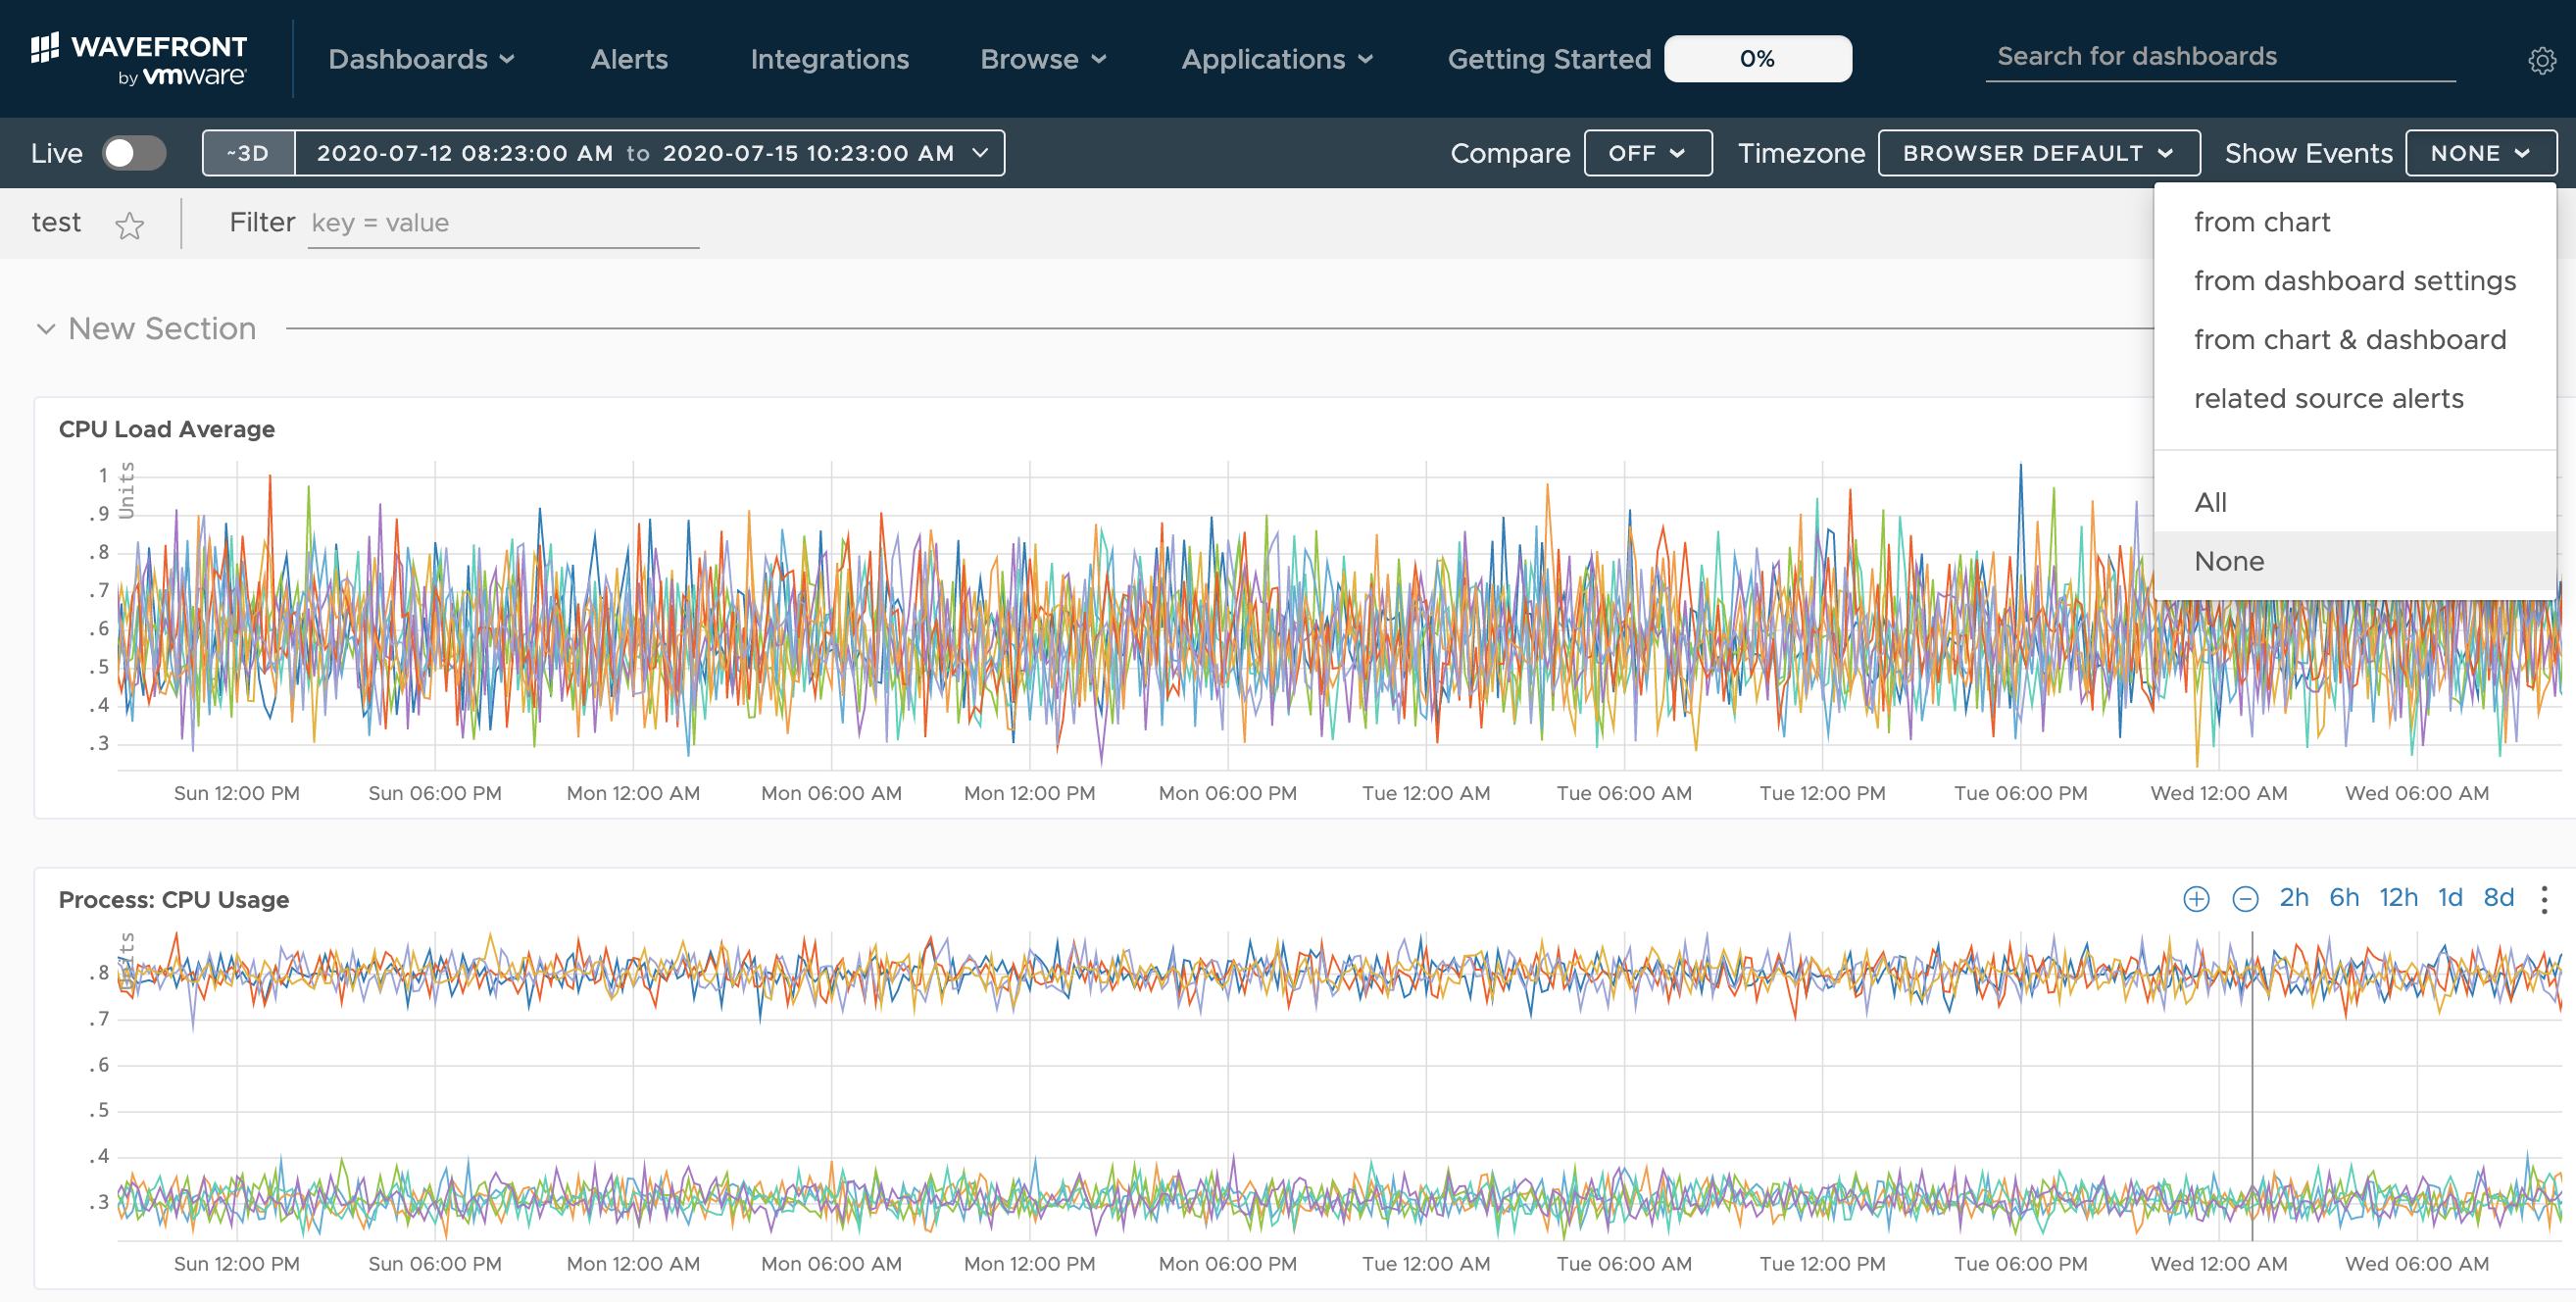 WAVEFRONT
by vmware
Dashboards
Alerts
Integrations
Browse
Applications
Getting Started
0%
Search for dashboards
Live
~3D
2020-07-12 08:23:00 AM to 2020-07-15 10:23:00 AM
Compare
OFF
Timezone
BROWSER DEFAULT
Show Events
NONE
test
Filter
key = value
from chart
from dashboard settings
from chart & dashboard
related source alerts
All
None
New Section
CPU Load Average
Units
1
.9
.8
.7
.6
.5
.4
.3
Sun 12:00 PM
Sun 06:00 PM
Mon 12:00 AM
Mon 06:00 AM
Mon 12:00 PM
Mon 06:00 PM
Tue 12:00 AM
Tue 06:00 AM
Tue 12:00 PM
Tue 06:00 PM
Wed 12:00 AM
Wed 06:00 AM
Process: CPU Usage
2h
6h
12h
1d
8d
Units
.8
.7
.6
.5
.4
.3
Sun 12:00 PM
Sun 06:00 PM
Mon 12:00 AM
Mon 06:00 AM
Mon 12:00 PM
Mon 06:00 PM
Tue 12:00 AM
Tue 06:00 AM
Tue 12:00 PM
Tue 06:00 PM
Wed 12:00 AM
Wed 06:00 AM